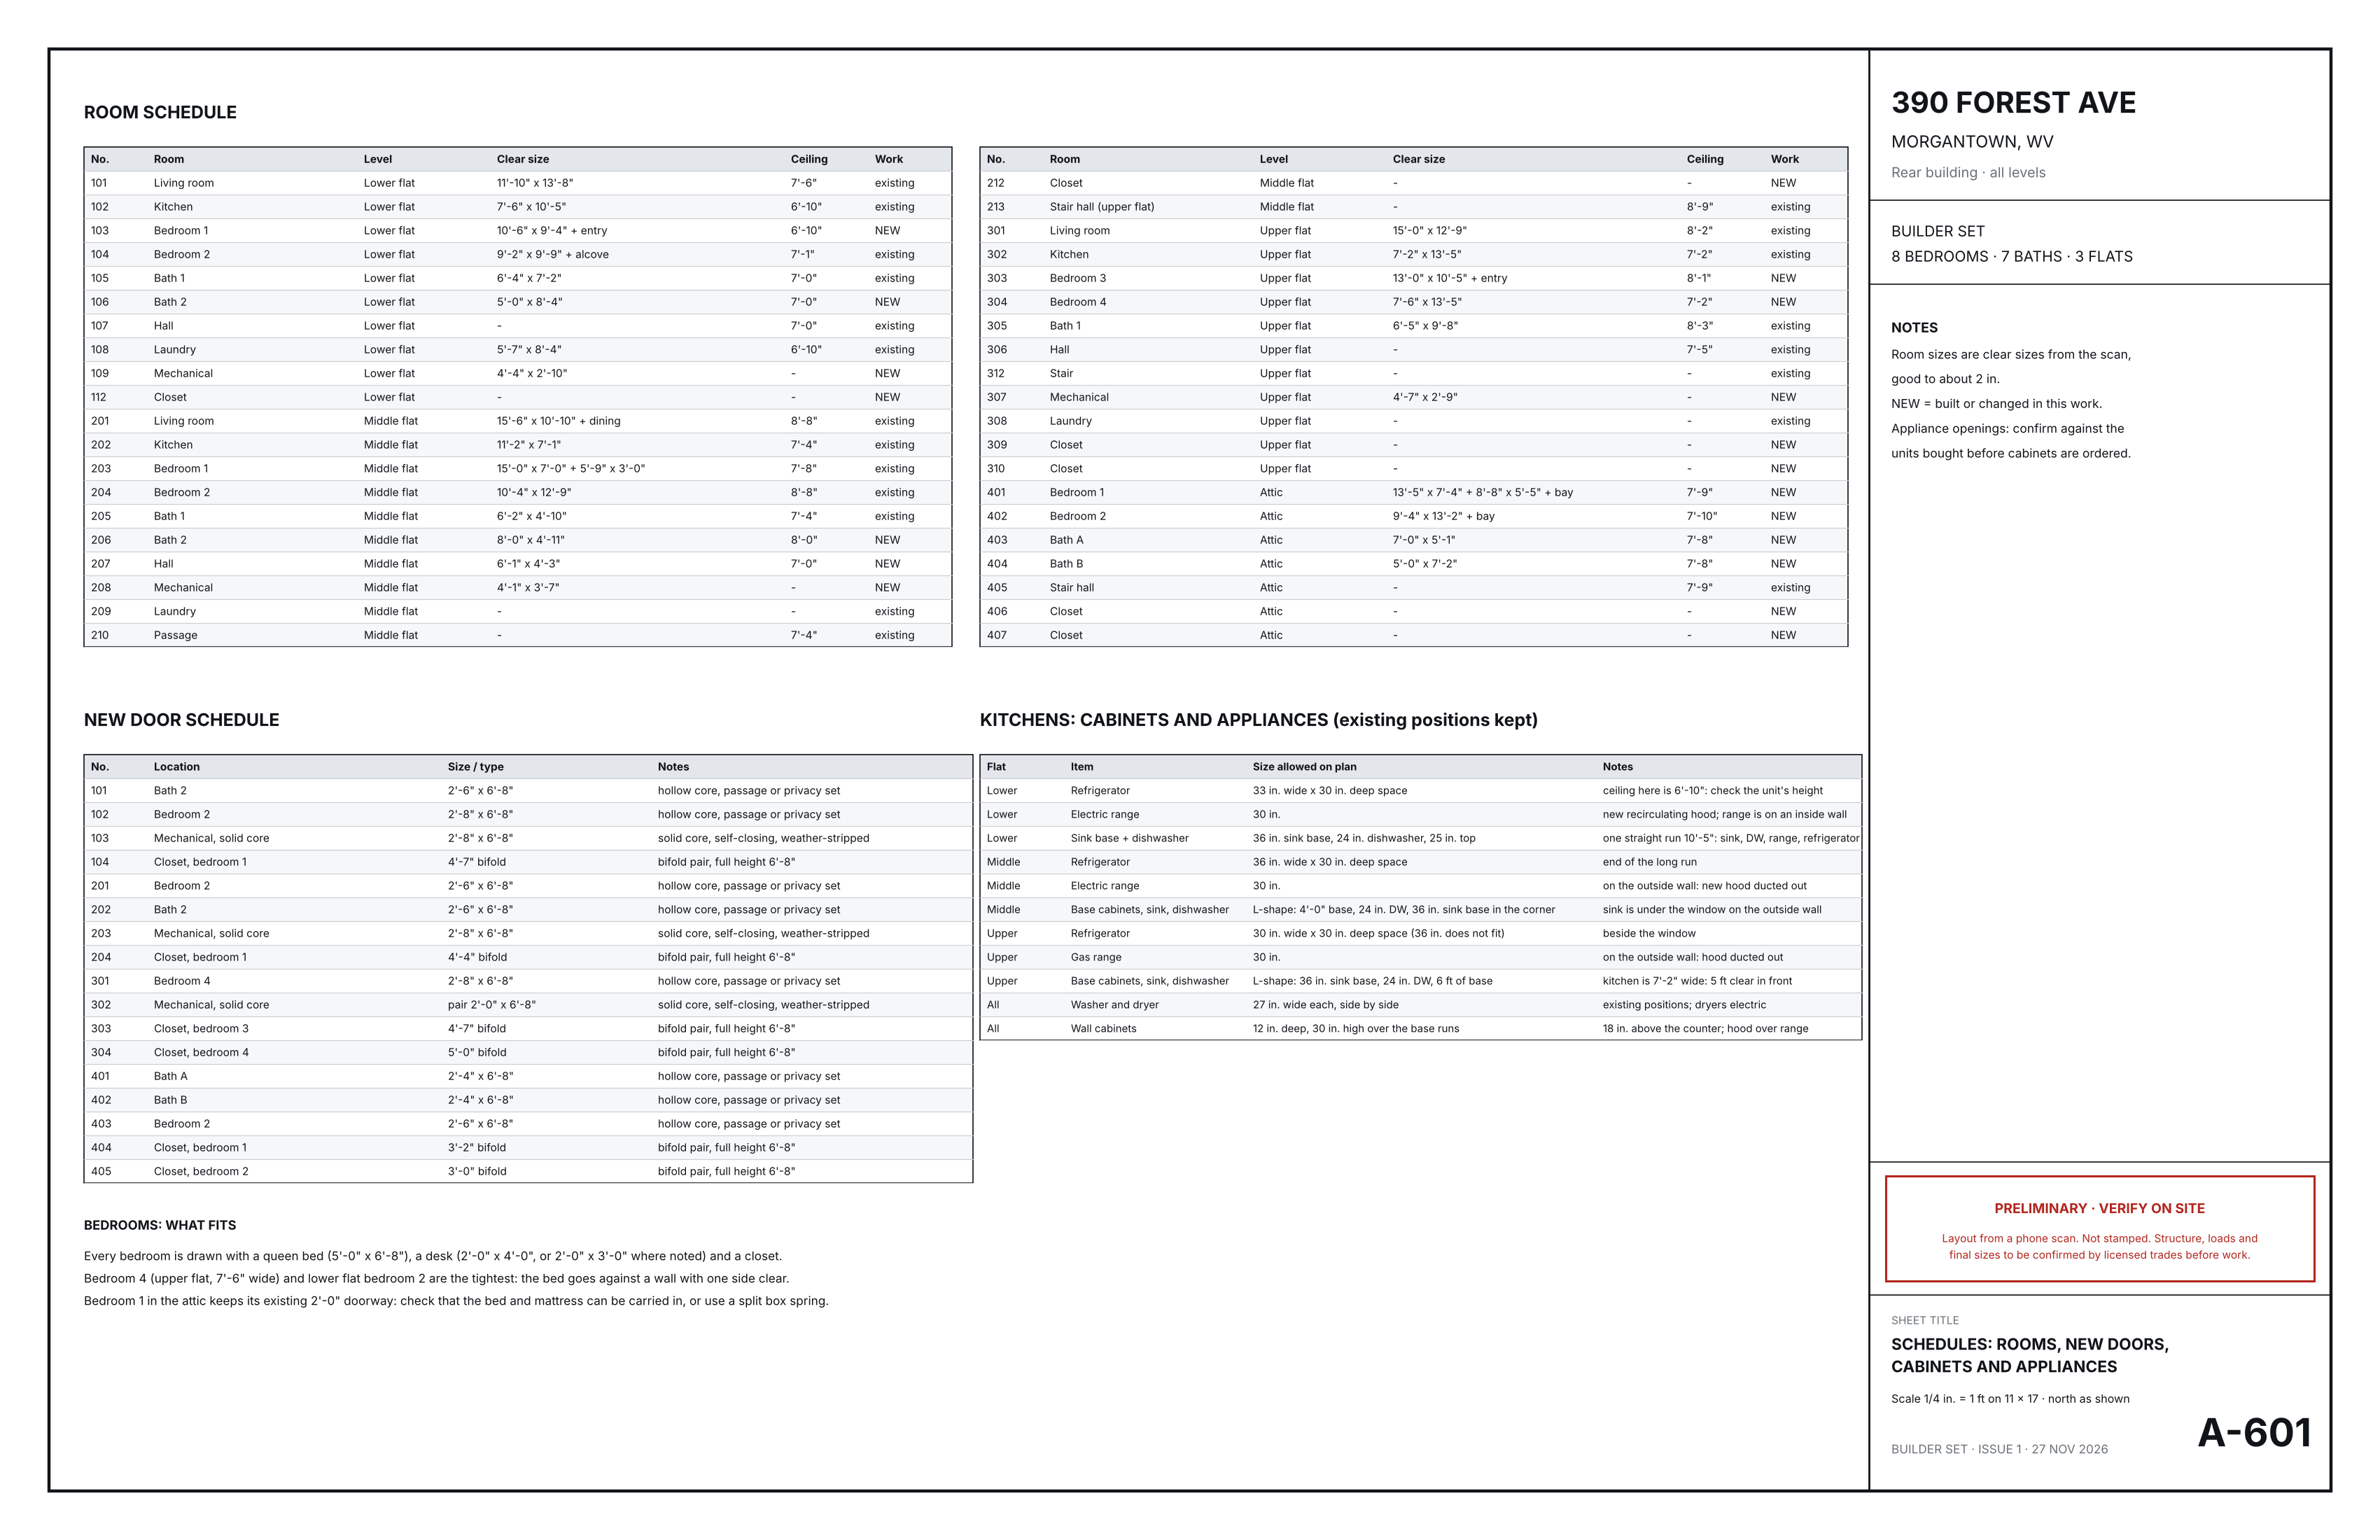 ROOM SCHEDULE
No. Room Level Clear size Ceiling Work
101 Living room Lower flat 11'-10" x 13'-8" 7'-6" existing
102 Kitchen Lower flat 7'-6" x 10'-5" 6'-10" existing
103 Bedroom 1 Lower flat 10'-6" x 9'-4" + entry 6'-10" NEW
104 Bedroom 2 Lower flat 9'-2" x 9'-9" + alcove 7'-1" existing
105 Bath 1 Lower flat 6'-4" x 7'-2" 7'-0" existing
106 Bath 2 Lower flat 5'-0" x 8'-4" 7'-0" NEW
107 Hall Lower flat - 7'-0" existing
108 Laundry Lower flat 5'-7" x 8'-4" 6'-10" existing
109 Mechanical Lower flat 4'-4" x 2'-10" - NEW
112 Closet Lower flat - - NEW
201 Living room Middle flat 15'-6" x 10'-10" + dining 8'-8" existing
202 Kitchen Middle flat 11'-2" x 7'-1" 7'-4" existing
203 Bedroom 1 Middle flat 15'-0" x 7'-0" + 5'-9" x 3'-0" 7'-8" existing
204 Bedroom 2 Middle flat 10'-4" x 12'-9" 8'-8" existing
205 Bath 1 Middle flat 6'-2" x 4'-10" 7'-4" existing
206 Bath 2 Middle flat 8'-0" x 4'-11" 8'-0" NEW
207 Hall Middle flat 6'-1" x 4'-3" 7'-0" NEW
208 Mechanical Middle flat 4'-1" x 3'-7" - NEW
209 Laundry Middle flat - - existing
210 Passage Middle flat - 7'-4" existing
No. Room Level Clear size Ceiling Work
212 Closet Middle flat - - NEW
213 Stair hall (upper flat) Middle flat - 8'-9" existing
301 Living room Upper flat 15'-0" x 12'-9" 8'-2" existing
302 Kitchen Upper flat 7'-2" x 13'-5" 7'-2" existing
303 Bedroom 3 Upper flat 13'-0" x 10'-5" + entry 8'-1" NEW
304 Bedroom 4 Upper flat 7'-6" x 13'-5" 7'-2" NEW
305 Bath 1 Upper flat 6'-5" x 9'-8" 8'-3" existing
306 Hall Upper flat - 7'-5" existing
312 Stair Upper flat - - existing
307 Mechanical Upper flat 4'-7" x 2'-9" - NEW
308 Laundry Upper flat - - existing
309 Closet Upper flat - - NEW
310 Closet Upper flat - - NEW
401 Bedroom 1 Attic 13'-5" x 7'-4" + 8'-8" x 5'-5" + bay 7'-9" NEW
402 Bedroom 2 Attic 9'-4" x 13'-2" + bay 7'-10" NEW
403 Bath A Attic 7'-0" x 5'-1" 7'-8" NEW
404 Bath B Attic 5'-0" x 7'-2" 7'-8" NEW
405 Stair hall Attic - 7'-9" existing
406 Closet Attic - - NEW
407 Closet Attic - - NEW
NEW DOOR SCHEDULE
No. Location Size / type Notes
101 Bath 2 2'-6" x 6'-8" hollow core, passage or privacy set
102 Bedroom 2 2'-8" x 6'-8" hollow core, passage or privacy set
103 Mechanical, solid core 2'-8" x 6'-8" solid core, self-closing, weather-stripped
104 Closet, bedroom 1 4'-7" bifold bifold pair, full height 6'-8"
201 Bedroom 2 2'-6" x 6'-8" hollow core, passage or privacy set
202 Bath 2 2'-6" x 6'-8" hollow core, passage or privacy set
203 Mechanical, solid core 2'-8" x 6'-8" solid core, self-closing, weather-stripped
204 Closet, bedroom 1 4'-4" bifold bifold pair, full height 6'-8"
301 Bedroom 4 2'-8" x 6'-8" hollow core, passage or privacy set
302 Mechanical, solid core pair 2'-0" x 6'-8" solid core, self-closing, weather-stripped
303 Closet, bedroom 3 4'-7" bifold bifold pair, full height 6'-8"
304 Closet, bedroom 4 5'-0" bifold bifold pair, full height 6'-8"
401 Bath A 2'-4" x 6'-8" hollow core, passage or privacy set
402 Bath B 2'-4" x 6'-8" hollow core, passage or privacy set
403 Bedroom 2 2'-6" x 6'-8" hollow core, passage or privacy set
404 Closet, bedroom 1 3'-2" bifold bifold pair, full height 6'-8"
405 Closet, bedroom 2 3'-0" bifold bifold pair, full height 6'-8"
KITCHENS: CABINETS AND APPLIANCES (existing positions kept)
Flat Item Size allowed on plan Notes
Lower Refrigerator 33 in. wide x 30 in. deep space ceiling here is 6'-10": check the unit's height
Lower Electric range 30 in. new recirculating hood; range is on an inside wall
Lower Sink base + dishwasher 36 in. sink base, 24 in. dishwasher, 25 in. top one straight run 10'-5": sink, DW, range, refrigerator
Middle Refrigerator 36 in. wide x 30 in. deep space end of the long run
Middle Electric range 30 in. on the outside wall: new hood ducted out
Middle Base cabinets, sink, dishwasher L-shape: 4'-0" base, 24 in. DW, 36 in. sink base in the corner sink is under the window on the outside wall
Upper Refrigerator 30 in. wide x 30 in. deep space (36 in. does not fit) beside the window
Upper Gas range 30 in. on the outside wall: hood ducted out
Upper Base cabinets, sink, dishwasher L-shape: 36 in. sink base, 24 in. DW, 6 ft of base kitchen is 7'-2" wide: 5 ft clear in front
All Washer and dryer 27 in. wide each, side by side existing positions; dryers electric
All Wall cabinets 12 in. deep, 30 in. high over the base runs 18 in. above the counter; hood over range
BEDROOMS: WHAT FITS
Every bedroom is drawn with a queen bed (5'-0" x 6'-8"), a desk (2'-0" x 4'-0", or 2'-0" x 3'-0" where noted) and a closet.
Bedroom 4 (upper flat, 7'-6" wide) and lower flat bedroom 2 are the tightest: the bed goes against a wall with one side clear.
Bedroom 1 in the attic keeps its existing 2'-0" doorway: check that the bed and mattress can be carried in, or use a split box spring.
390 FOREST AVE
MORGANTOWN, WV
Rear building · all levels
BUILDER SET
8 BEDROOMS · 7 BATHS · 3 FLATS
NOTES
Room sizes are clear sizes from the scan,
good to about 2 in.
NEW = built or changed in this work.
Appliance openings: confirm against the
units bought before cabinets are ordered.
PRELIMINARY · VERIFY ON SITE
Layout from a phone scan. Not stamped. Structure, loads and
final sizes to be confirmed by licensed trades before work.
SHEET TITLE
SCHEDULES: ROOMS, NEW DOORS,
CABINETS AND APPLIANCES
Scale 1/4 in. = 1 ft on 11 × 17 · north as shown
BUILDER SET · ISSUE 1 · 27 NOV 2026
A-601